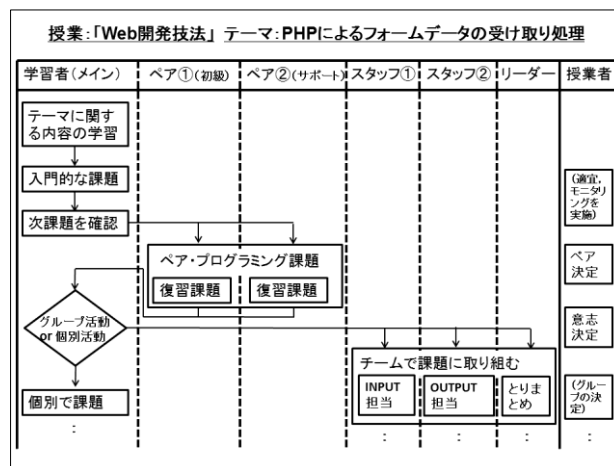 授業:「Web開発技法」 テーマ:PHPによるフォームデータの受け取り処理
学習者(メイン) ペア①(初級) ペア②(サポート) スタッフ① スタッフ② リーダー 授業者
テーマに関
する内容の学習
入門的な課題
(適宜,
モニタリングを
実施)
次課題を確認
ペア・プログラミング課題
復習課題 復習課題
ペア
決定
グループ活動
or 個別活動
意志
決定
チームで課題に取り組む
INPUT
担当
OUTPUT
担当
とりま
とめ
個別で課題
(グルー
プの決
定)
: : : : :